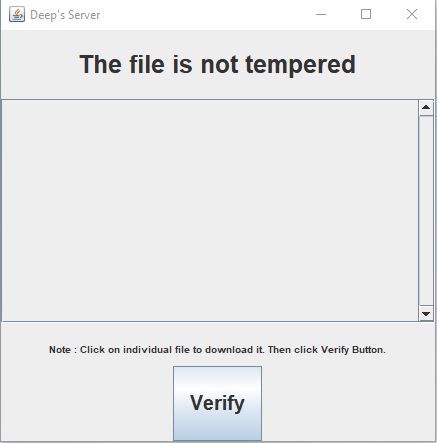 Deep's Server
The file is not tempered
Note : Click on individual file to download it. Then click Verify Button.
Verify